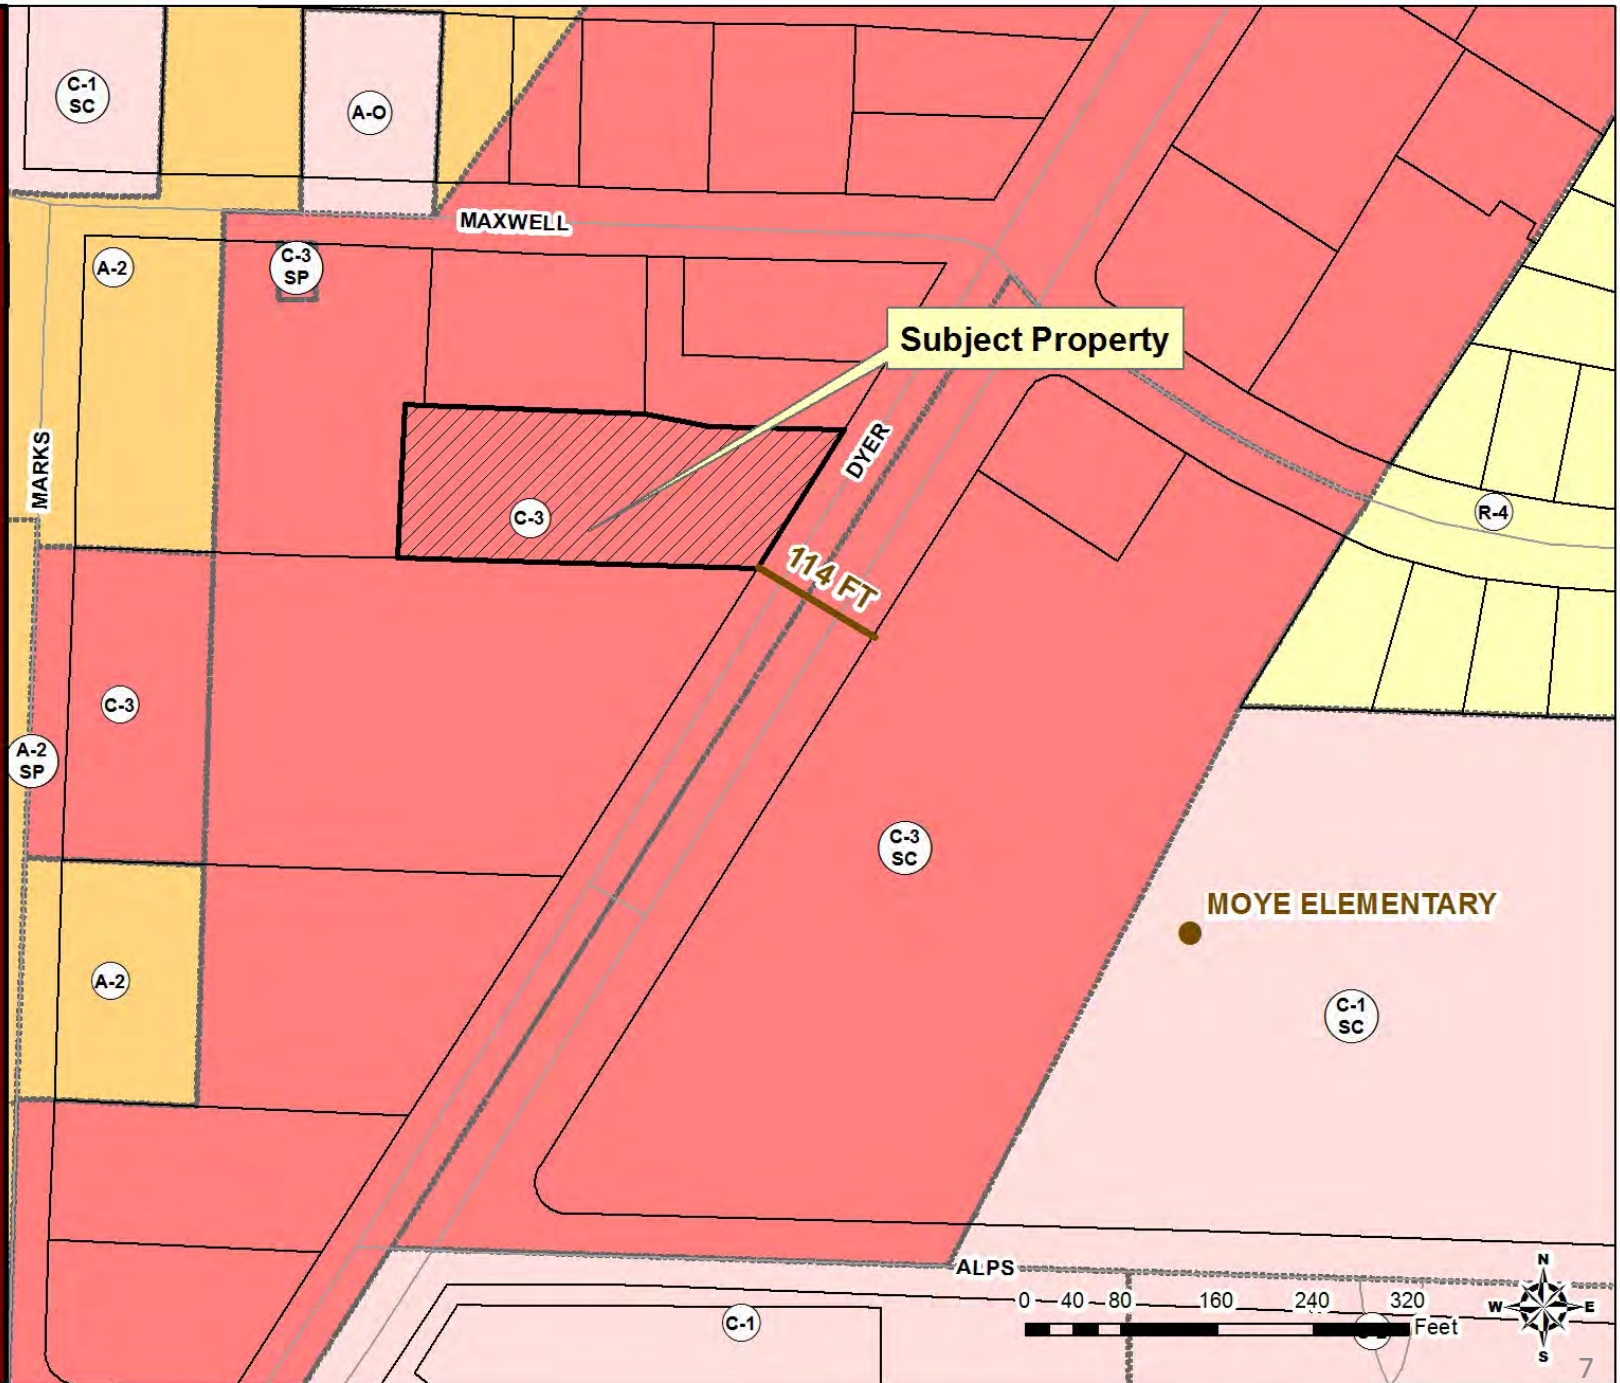 C-1
SC
A-O
MAXWELL
A-2
C-3
SP
Subject Property
MARKS
DYER
C-3
R-4
114 FT
C-3
A-2
SP
C-3
SC
MOYE ELEMENTARY
A-2
C-1
SC
ALPS
N
W E
S
0 40 80 160 240 320
Feet
C-1
7